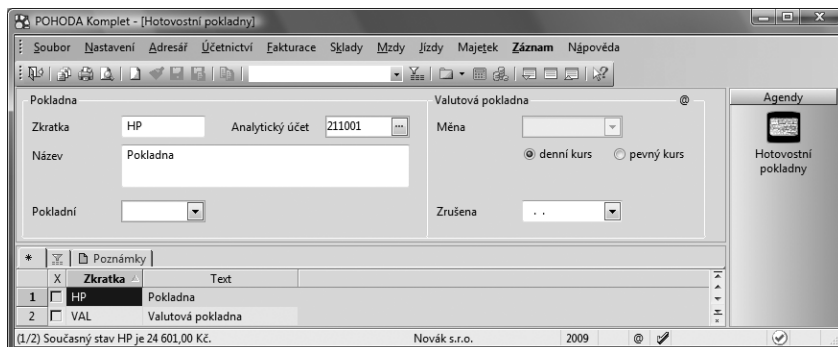 POHODA Komplet - [Hotovostní pokladny]
Soubor Nastavení Adresář Účetnictví Fakturace Sklady Mzdy Jízdy Majetek Záznam Nápověda
Pokladna
Valutová pokladna @
Agendy
Zkratka HP Analytický účet 211001 ...
Měna
Název Pokladna
denní kurs pevný kurs
Hotovostní
pokladny
Pokladní
Zrušena . .
* Poznámky
X Zkratka Text
1 HP Pokladna
2 VAL Valutová pokladna
(1/2) Současný stav HP je 24 601,00 Kč. Novák s.r.o. 2009 @